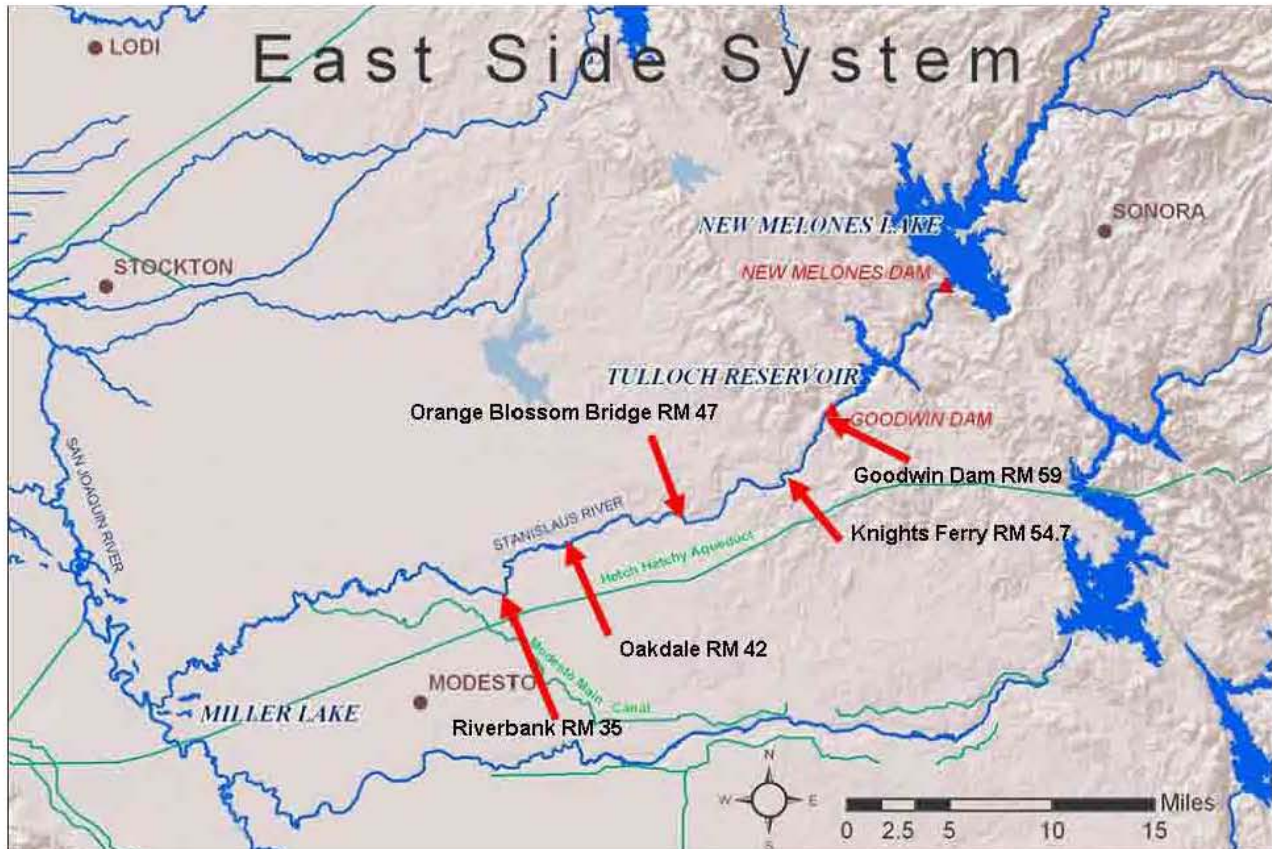 LODI
East Side System
NEW MELONES LAKE
SONORA
STOCKTON
NEW MELONES DAM
TULLOCH RESERVOIR
Orange Blossom Bridge RM 47
GOODWIN DAM
SAN JOAQUIN RIVER
Goodwin Dam RM 59
STANISLAUS RIVER
Knights Ferry RM 54.7
Hetch Hetchy Aqueduct
Oakdale RM 42
Modesto Main
Canal
MODESTO
MILLER LAKE
Riverbank RM 35
N
W E
S
Miles
0 2.5 5 10 15